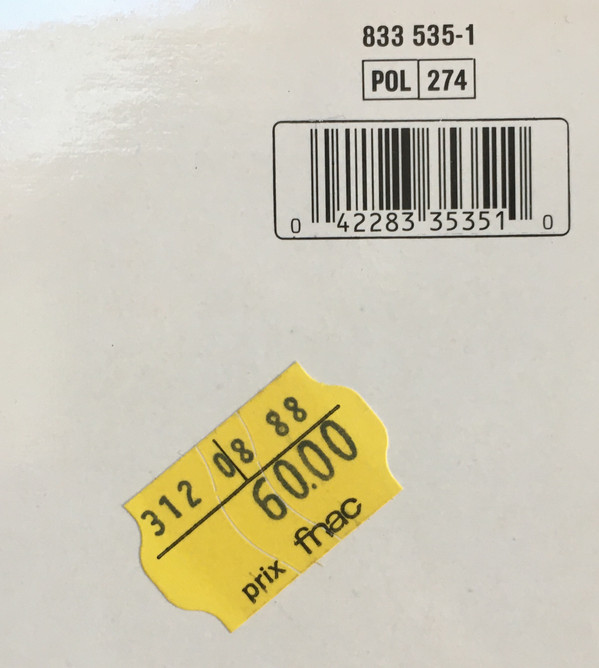 833 535-1
POL 274
0 42283 35351 0
312 08 88
60.00
prix fnac